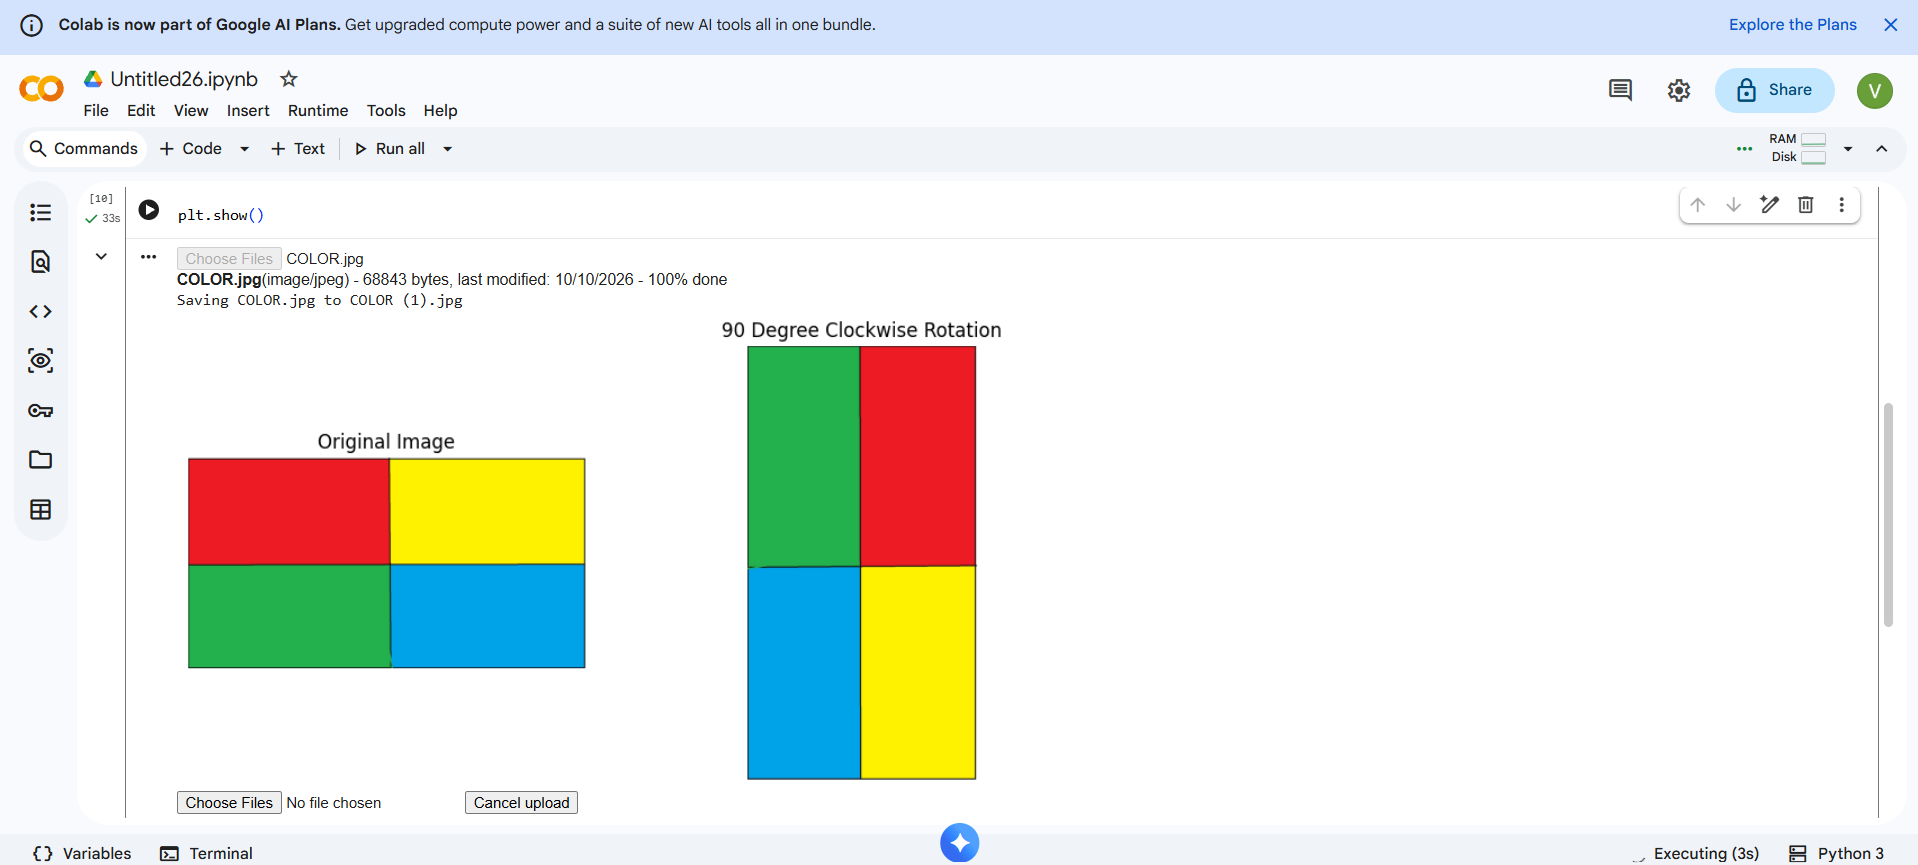 Colab is now part of Google AI Plans. Get upgraded compute power and a suite of new AI tools all in one bundle.
Explore the Plans
Untitled26.ipynb
File Edit View Insert Runtime Tools Help
Share
V
Commands + Code + Text Run all
RAM
Disk
[10]
33s
plt.show()
Choose Files COLOR.jpg
COLOR.jpg(image/jpeg) - 68843 bytes, last modified: 10/10/2026 - 100% done
Saving COLOR.jpg to COLOR (1).jpg
90 Degree Clockwise Rotation
Original Image
Choose Files No file chosen Cancel upload
Variables Terminal
Executing (3s) Python 3